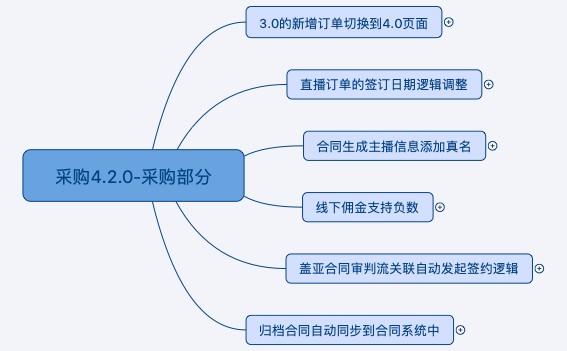 3.0的新增订单切换到4.0页面
直播订单的签订日期逻辑调整
合同生成主播信息添加真名
采购4.2.0-采购部分
线下佣金支持负数
盖亚合同审判流关联自动发起签约逻辑
归档合同自动同步到合同系统中